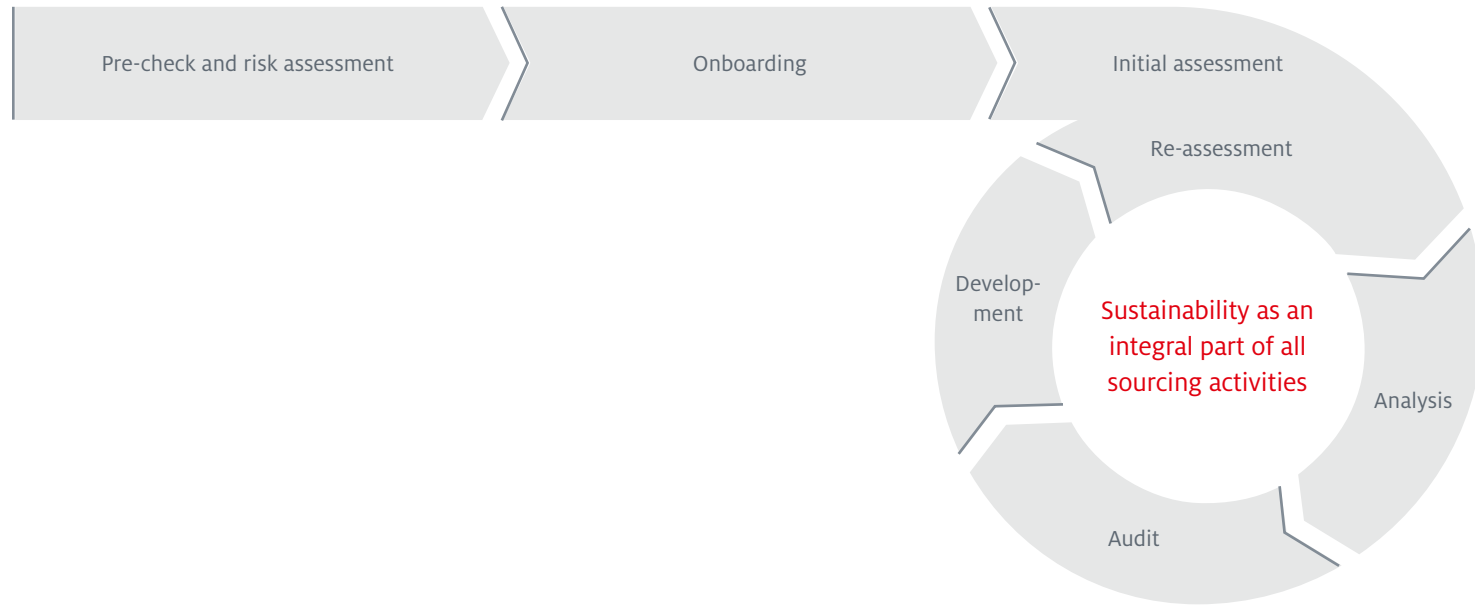 Pre-check and risk assessment
Onboarding
Initial assessment
Re-assessment
Develop-
ment
Sustainability as an
integral part of all
sourcing activities
Analysis
Audit